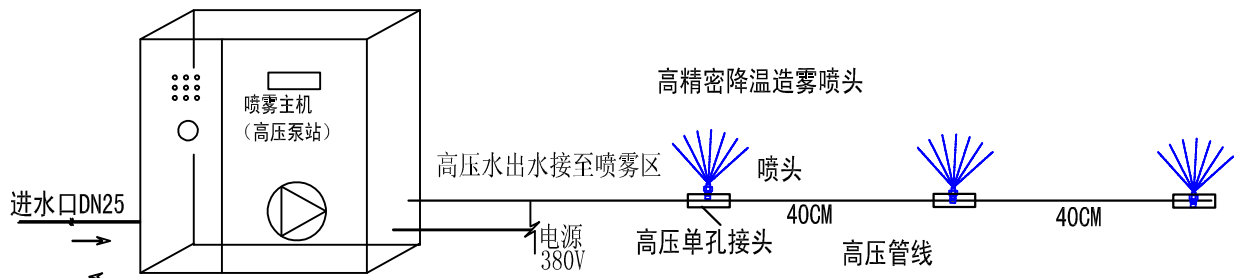 高精密降温造雾喷头
喷雾主机
（高压泵站）
高压水出水接至喷雾区
喷头
进水口DN25
40CM
40CM
高压单孔接头
高压管线
电源
380V